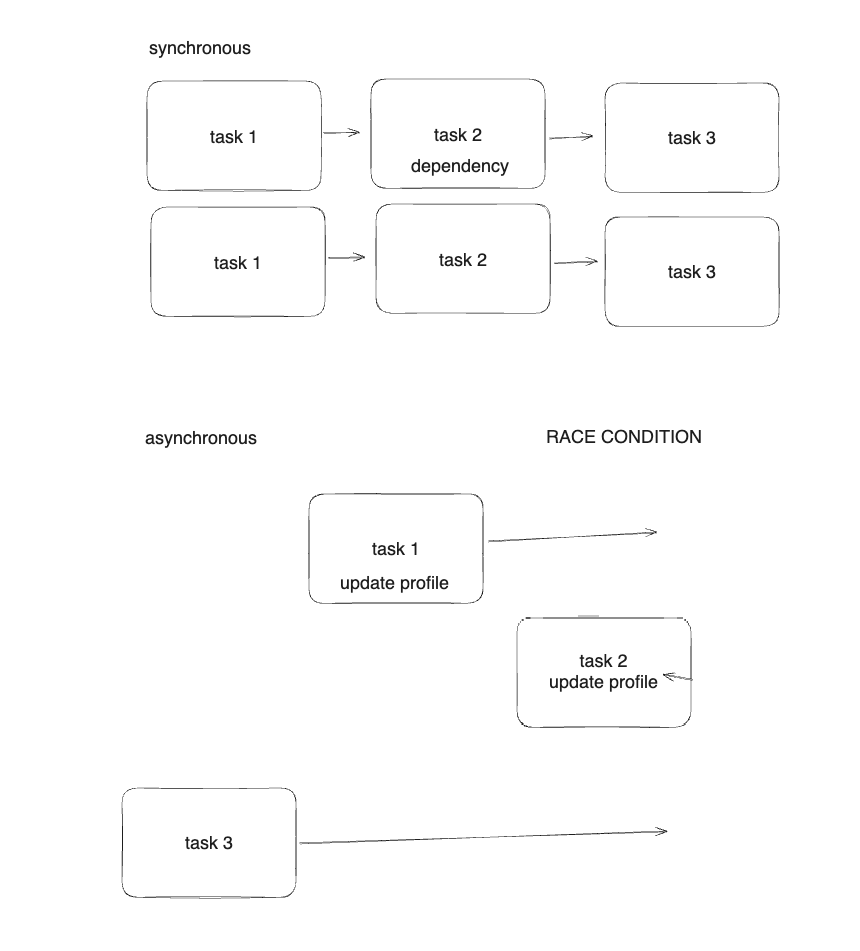 synchronous
task 1
task 2
dependency
task 3
task 1
task 2
task 3
asynchronous
RACE CONDITION
task 1
update profile
task 2
update profile
task 3